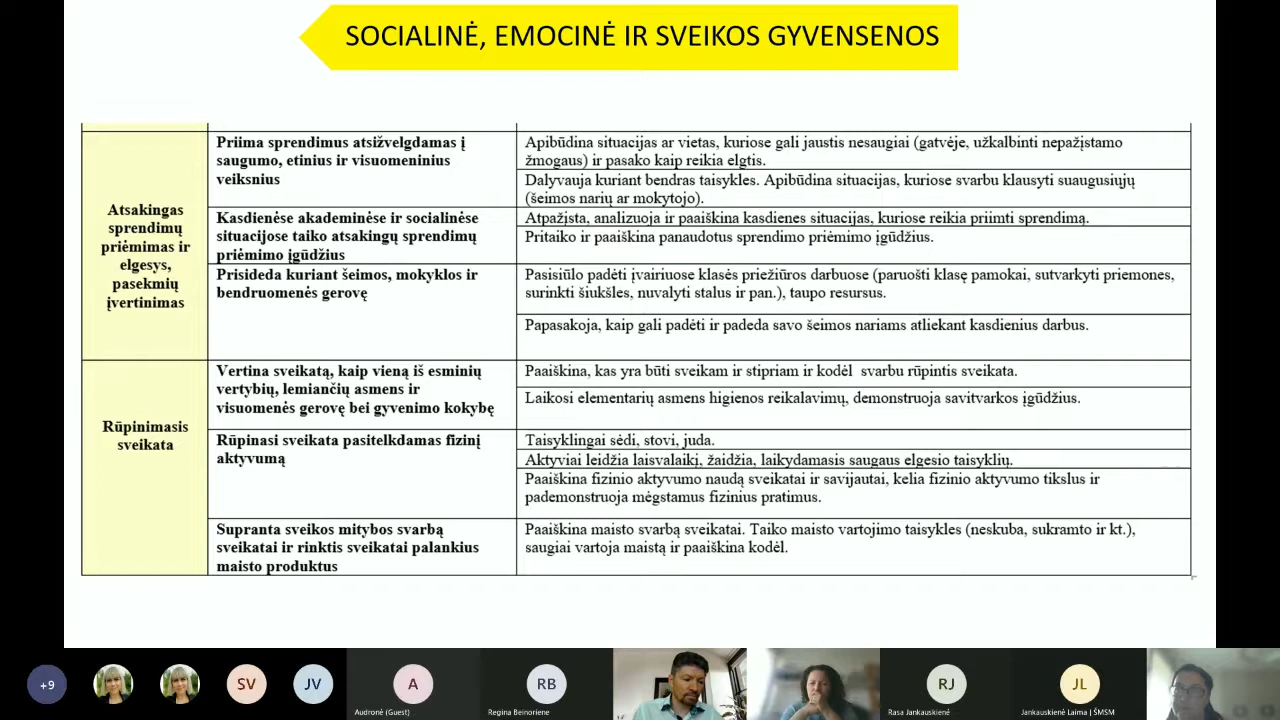 SOCIALINĖ, EMOCINĖ IR SVEIKOS GYVENSENOS
Atsakingas
sprendimų
priėmimas ir
elgesys,
pasekmių
įvertinimas
Priima sprendimus atsižvelgdamas į
saugumo, etinius ir visuomeninius
veiksnius
Apibūdina situacijas ar vietas, kuriose gali jaustis nesaugiai (gatvėje, užkalbinti nepažįstamo
žmogaus) ir pasako kaip reikia elgtis.
Dalyvauja kuriant bendras taisykles. Apibūdina situacijas, kuriose svarbu klausyti suaugusiųjų
(šeimos narių ar mokytojo).
Kasdienėse akademinėse ir socialinėse
situacijose taiko atsakingų sprendimų
priėmimo įgūdžius
Atpažįsta, analizuoja ir paaiškina kasdienes situacijas, kuriose reikia priimti sprendimą.
Pritaiko ir paaiškina panaudotus sprendimo priėmimo įgūdžius.
Prisideda kuriant šeimos, mokyklos ir
bendruomenės gerovę
Pasisiūlo padėti įvairiuose klasės priežiūros darbuose (paruošti klasę pamokai, sutvarkyti priemones,
surinkti šiukšles, nuvalyti stalus ir pan.), taupo resursus.
Papasakoja, kaip gali padėti ir padeda savo šeimos nariams atliekant kasdienius darbus.
Rūpinimasis
sveikata
Vertina sveikatą, kaip vieną iš esminių
vertybių, lemiančių asmens ir
visuomenės gerovę bei gyvenimo kokybę
Paaiškina, kas yra būti sveikam ir stipriam ir kodėl svarbu rūpintis sveikata.
Laikosi elementarių asmens higienos reikalavimų, demonstruoja savitvarkos įgūdžius.
Rūpinasi sveikata pasitelkdamas fizinį
aktyvumą
Taisyklingai sėdi, stovi, juda.
Aktyviai leidžia laisvalaikį, žaidžia, laikydamasis saugaus elgesio taisyklių.
Paaiškina fizinio aktyvumo naudą sveikatai ir savijautai, kelia fizinio aktyvumo tikslus ir
pademonstruoja mėgstamus fizinius pratimus.
Supranta sveikos mitybos svarbą
sveikatai ir rinktis sveikatai palankius
maisto produktus
Paaiškina maisto svarbą sveikatai. Taiko maisto vartojimo taisykles (neskuba, sukramto ir kt.),
saugiai vartoja maistą ir paaiškina kodėl.
+9
SV
JV
A
Audronė (Guest)
RB
Regina Beinoriene
RJ
Rasa Jankauskienė
JL
Jankauskienė Laima | ŠMSM